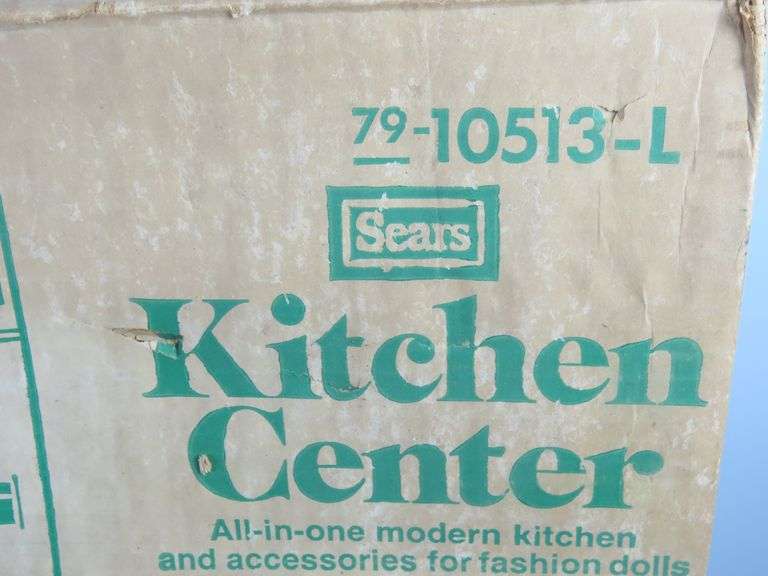 79-10513-L
Sears
Kitchen
Center
All-in-one modern kitchen
and accessories for fashion dolls